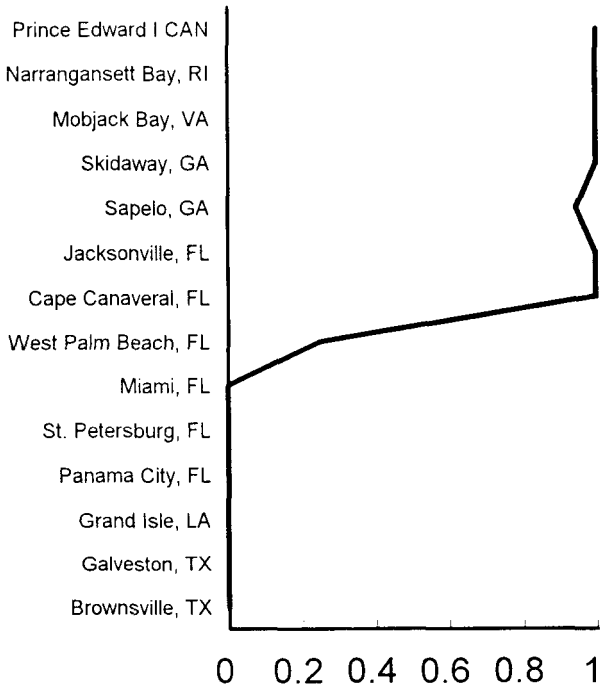 Prince Edward I CAN
Narrangansett Bay, RI
Mobjack Bay, VA
Skidaway, GA
Sapelo, GA
Jacksonville, FL
Cape Canaveral, FL
West Palm Beach, FL
Miami, FL
St. Petersburg, FL
Panama City, FL
Grand Isle, LA
Galveston, TX
Brownsville, TX
0 0.2 0.4 0.6 0.8 1